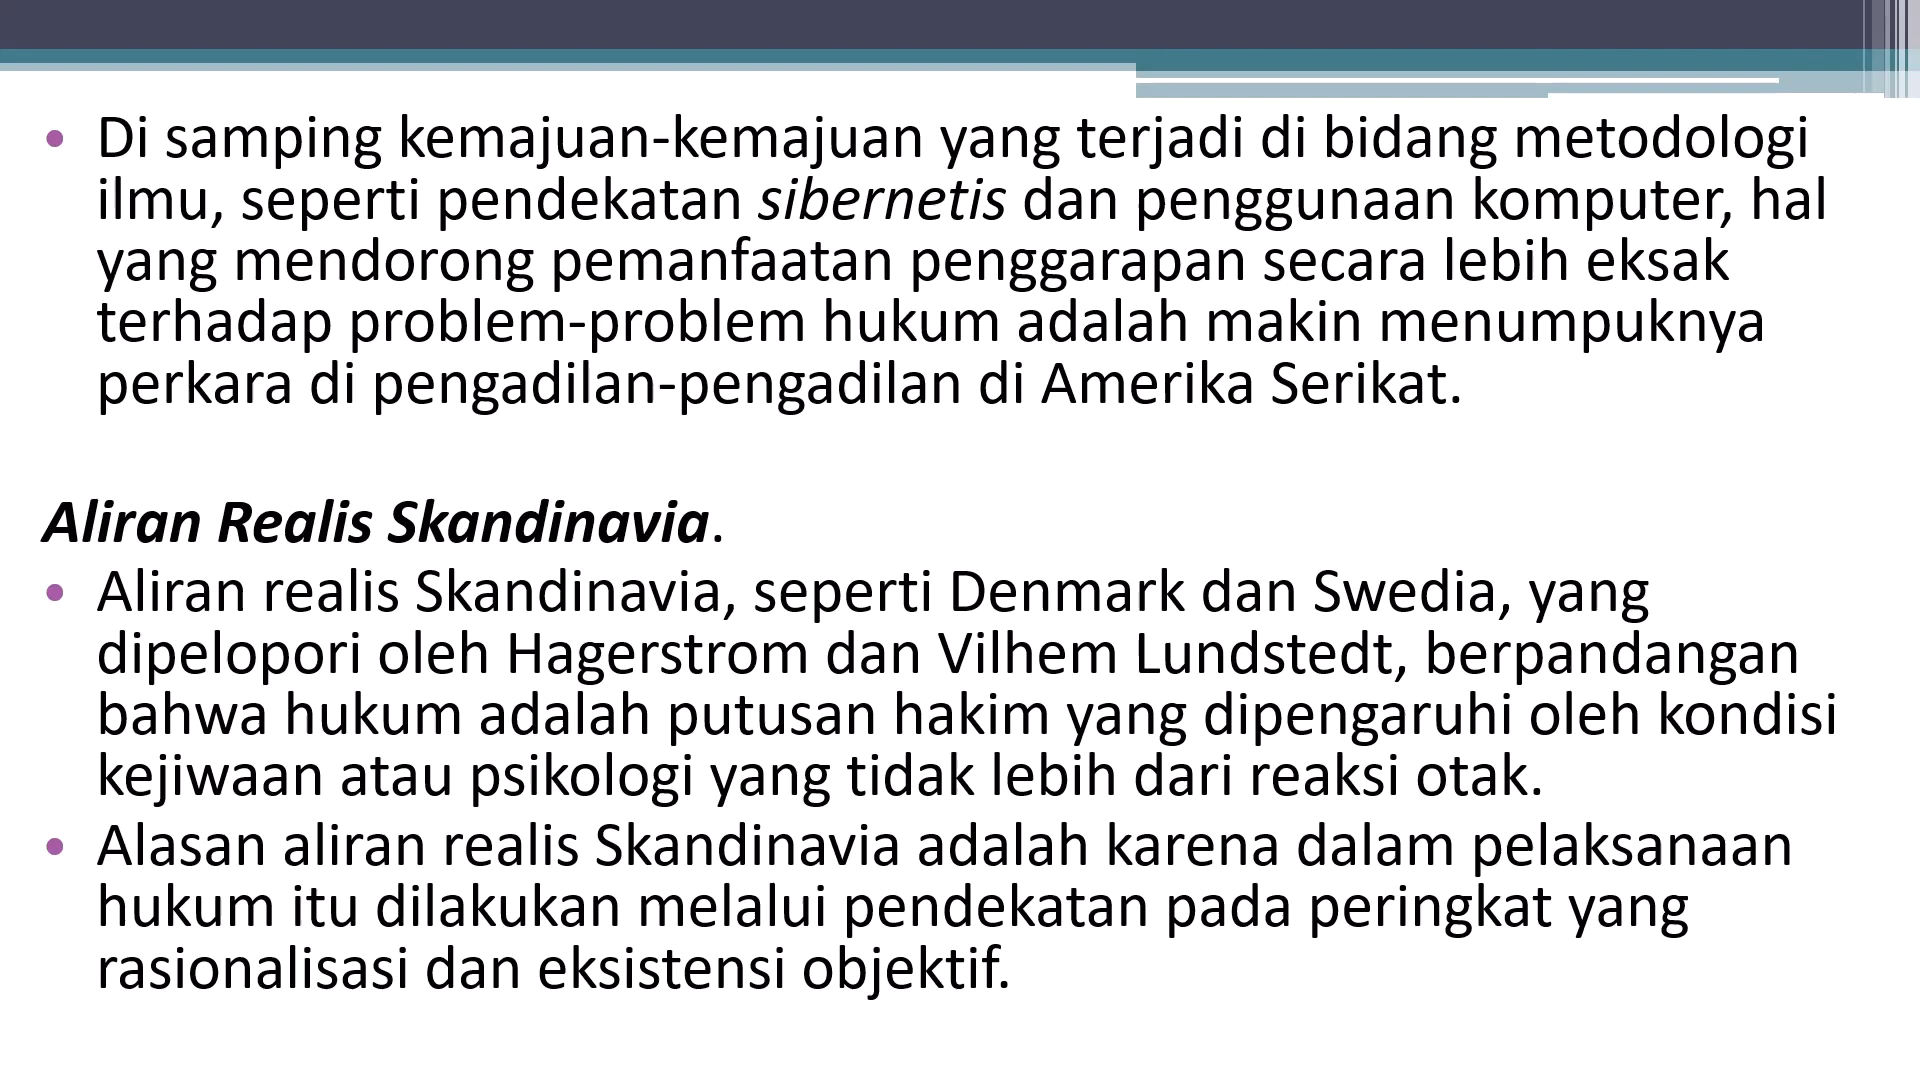 • Di samping kemajuan-kemajuan yang terjadi di bidang metodologi
ilmu, seperti pendekatan sibernetis dan penggunaan komputer, hal
yang mendorong pemanfaatan penggarapan secara lebih eksak
terhadap problem-problem hukum adalah makin menumpuknya
perkara di pengadilan-pengadilan di Amerika Serikat.
Aliran Realis Skandinavia.
• Aliran realis Skandinavia, seperti Denmark dan Swedia, yang
dipelopori oleh Hagerstrom dan Vilhem Lundstedt, berpandangan
bahwa hukum adalah putusan hakim yang dipengaruhi oleh kondisi
kejiwaan atau psikologi yang tidak lebih dari reaksi otak.
• Alasan aliran realis Skandinavia adalah karena dalam pelaksanaan
hukum itu dilakukan melalui pendekatan pada peringkat yang
rasionalisasi dan eksistensi objektif.